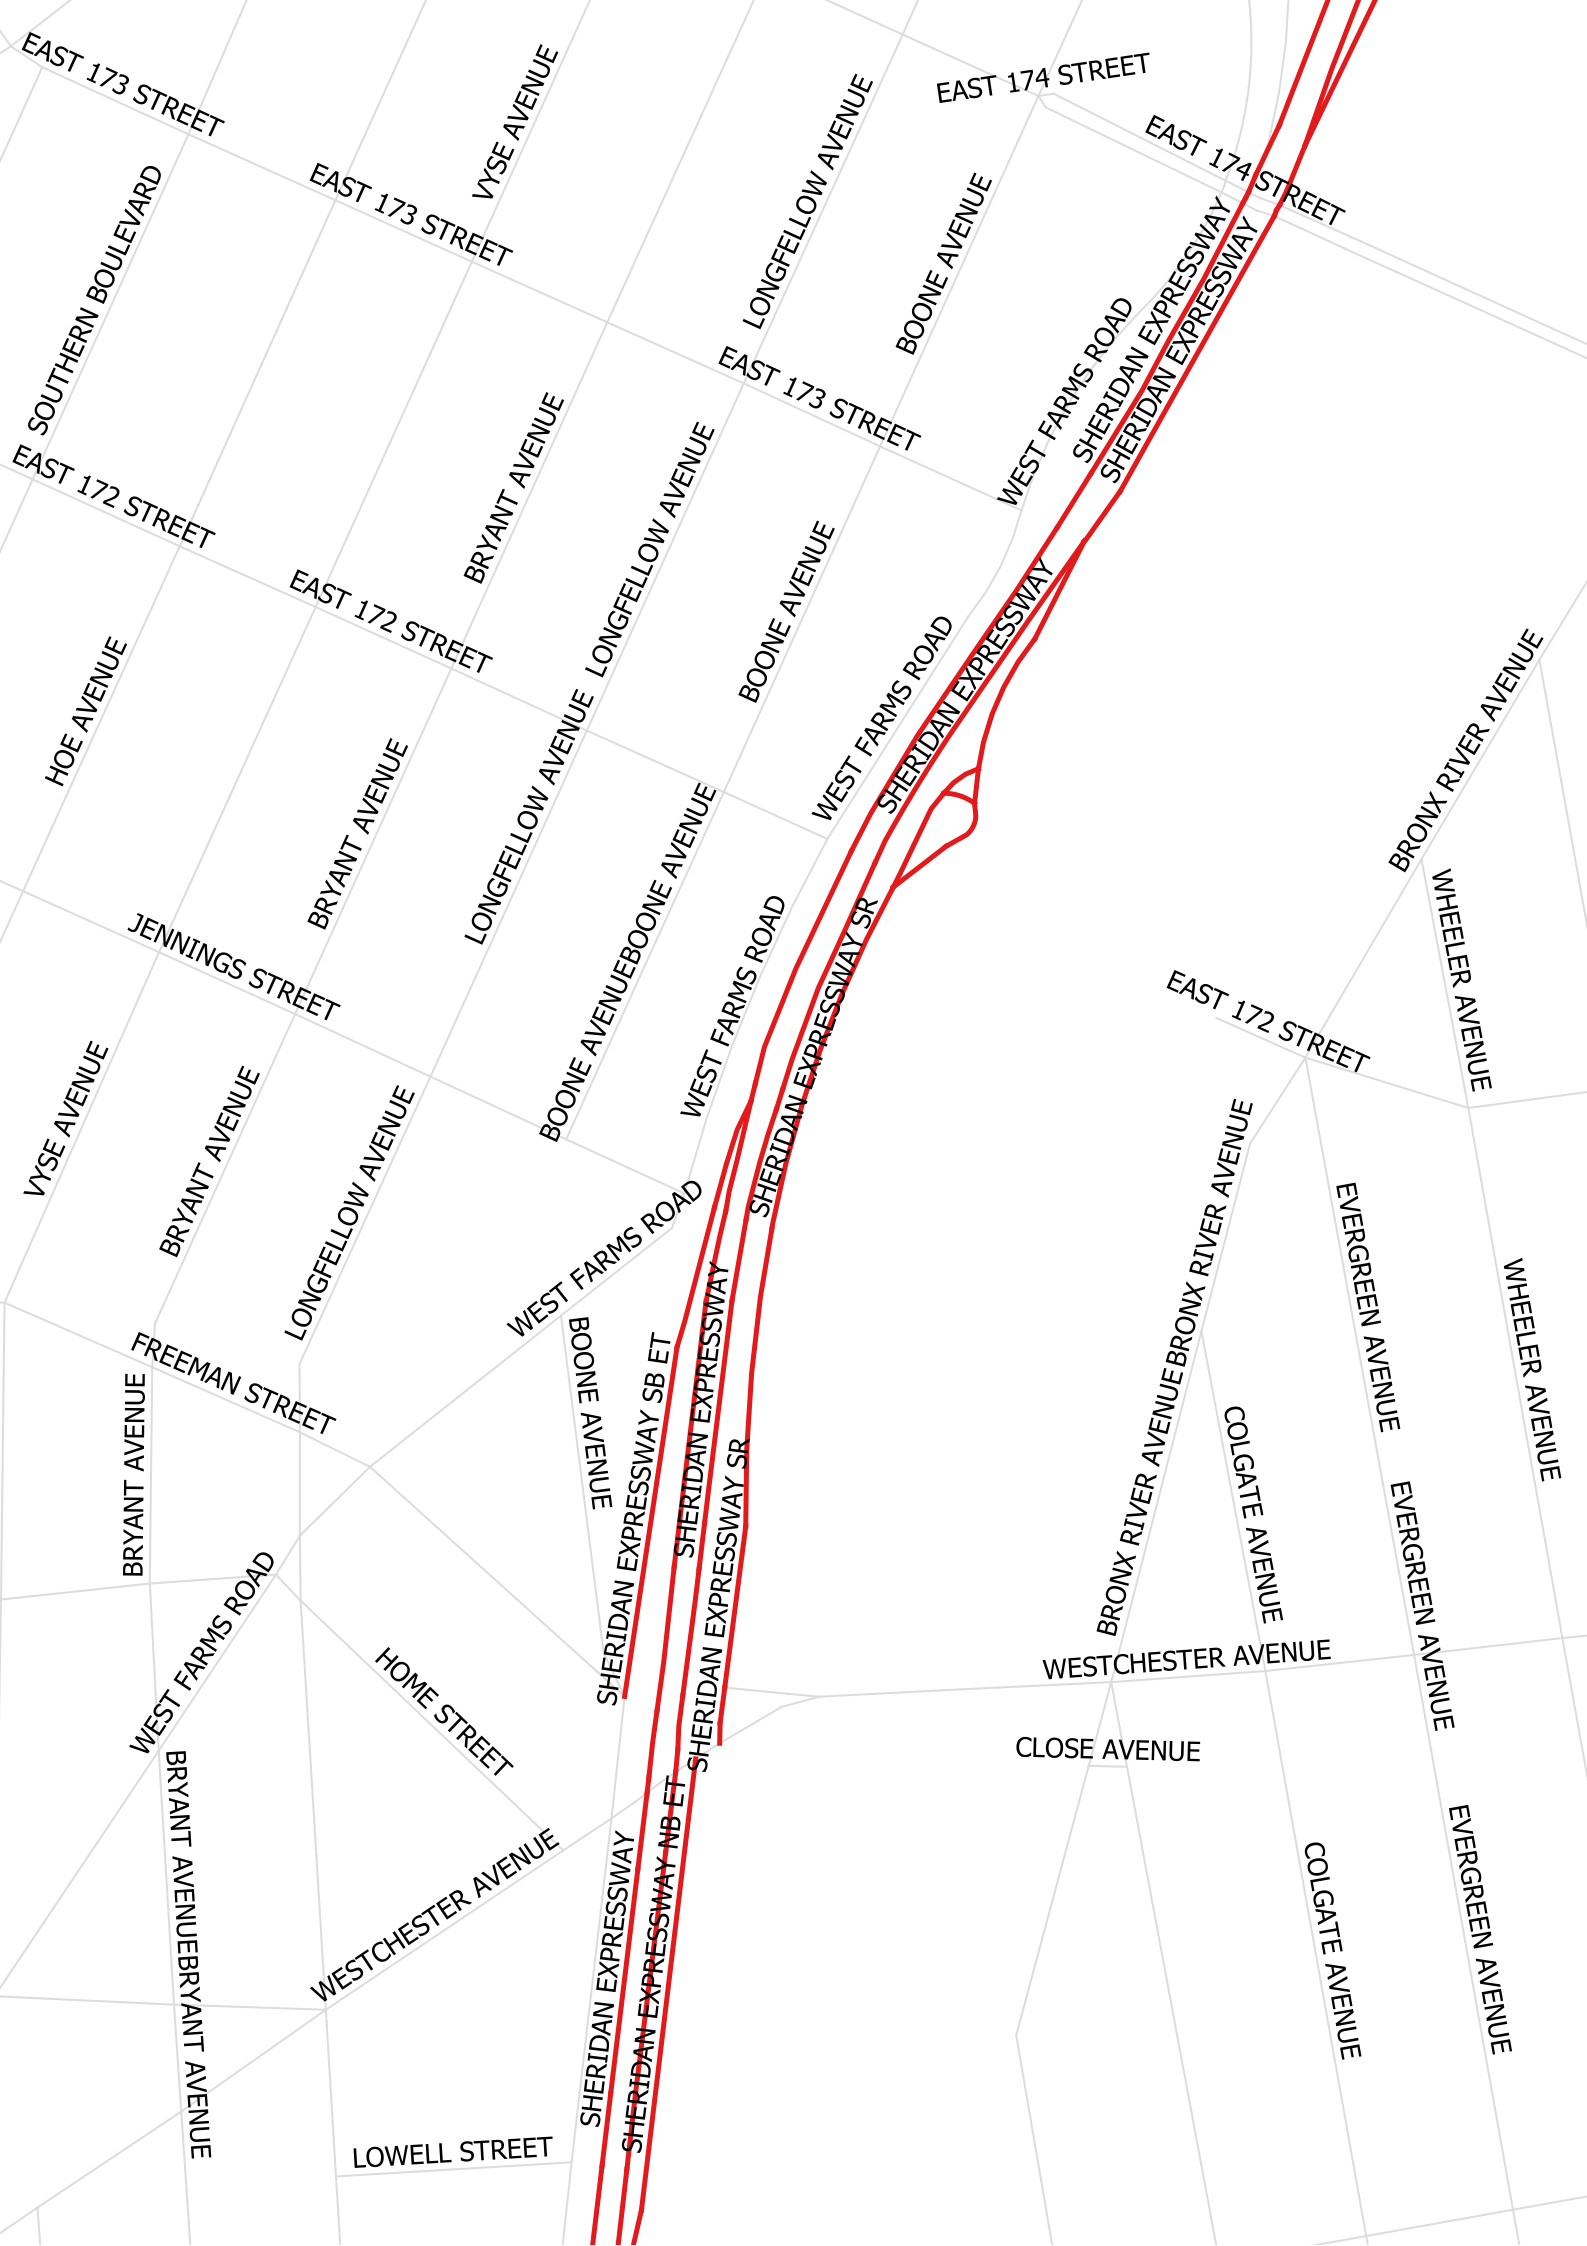 EAST 173 STREET
VYSE AVENUE
EAST 174 STREET
LONGFELLOW AVENUE
EAST 174 STREET
SOUTHERN BOULEVARD
EAST 173 STREET
BOONE AVENUE
SHERIDAN EXPRESSWAY
SHERIDAN EXPRESSWAY
WEST FARMS ROAD
EAST 173 STREET
BRYANT AVENUE
LONGFELLOW AVENUE
EAST 172 STREET
BOONE AVENUE
EAST 172 STREET
SHERIDAN EXPRESSWAY
WEST FARMS ROAD
BRONX RIVER AVENUE
HOE AVENUE
LONGFELLOW AVENUE
BRYANT AVENUE
BOONE AVENUE
BOONE AVENUE
WHEELER AVENUE
WEST FARMS ROAD
SHERIDAN EXPRESSWAY SR
JENNINGS STREET
EAST 172 STREET
VYSE AVENUE
BRYANT AVENUE
LONGFELLOW AVENUE
BRONX RIVER AVENUE
WEST FARMS ROAD
EVERGREEN AVENUE
WHEELER AVENUE
SHERIDAN EXPRESSWAY
BOONE AVENUE
FREEMAN STREET
SHERIDAN EXPRESSWAY SB ET
BRYANT AVENUE
BRONX RIVER AVENUE
COLGATE AVENUE
SHERIDAN EXPRESSWAY SR
EVERGREEN AVENUE
WEST FARMS ROAD
HOME STREET
WESTCHESTER AVENUE
CLOSE AVENUE
BRYANT AVENUE
SHERIDAN EXPRESSWAY NB ET
EVERGREEN AVENUE
WESTCHESTER AVENUE
SHERIDAN EXPRESSWAY
COLGATE AVENUE
BRYANT AVENUE
LOWELL STREET